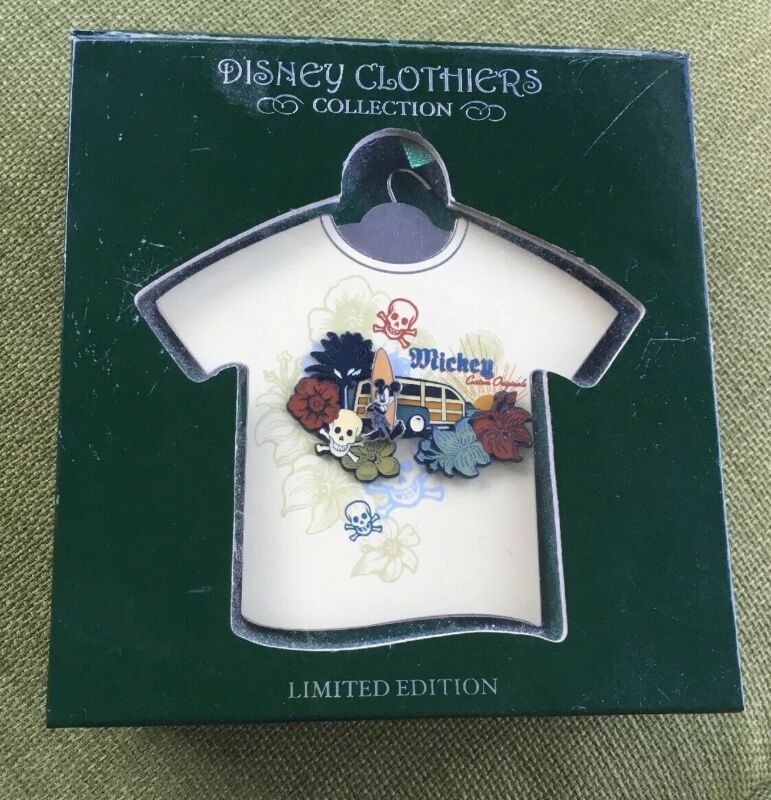 DISNEY CLOTHIERS
COLLECTION
Mickey
Custom Originals
LIMITED EDITION